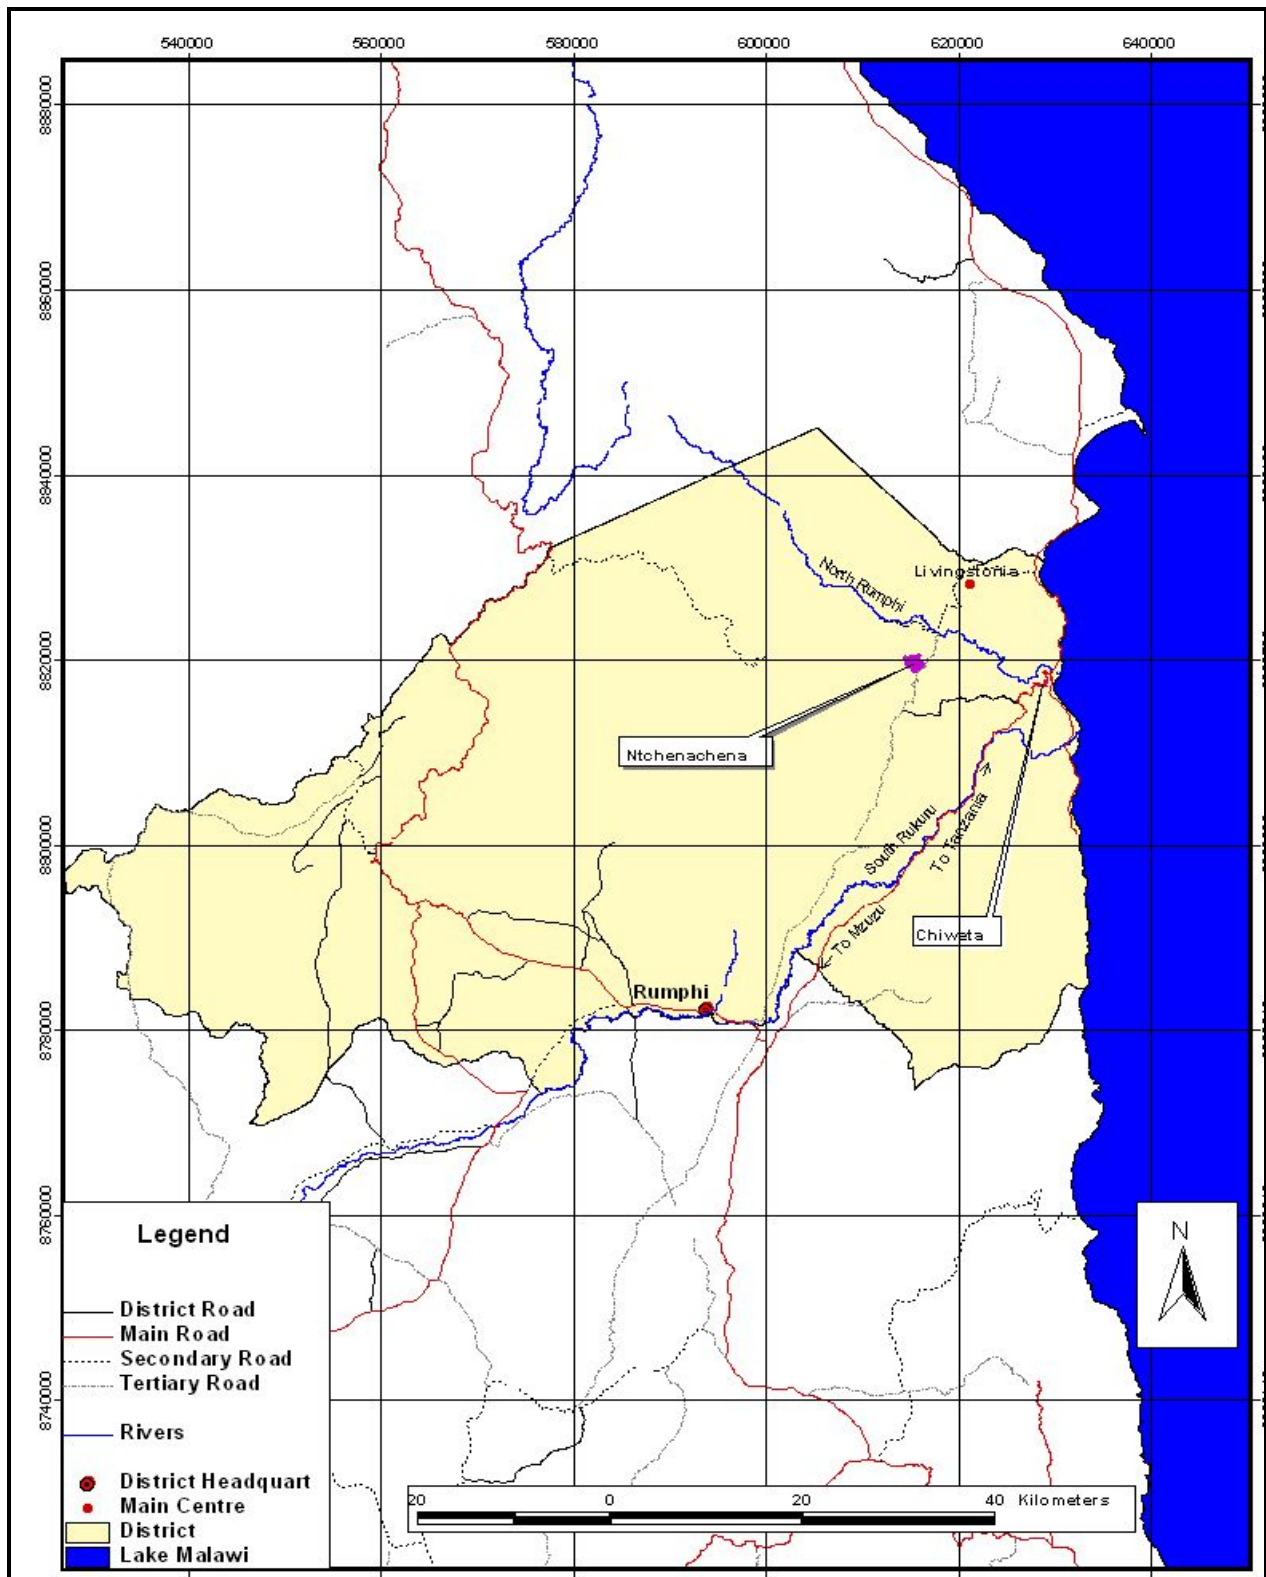 540000 560000 580000 600000 620000 640000
8880000
8860000
8840000
8820000
8800000
8780000
8760000
8740000
North Rumphi
Livingstonia
Ntchenachena
South Rukuru
To Tanzania
To Mzuzu
Chiweta
Rumphi
N
Legend
District Road
Main Road
Secondary Road
Tertiary Road
Rivers
District Headquart
Main Centre
District
Lake Malawi
20 0 20 40 Kilometers